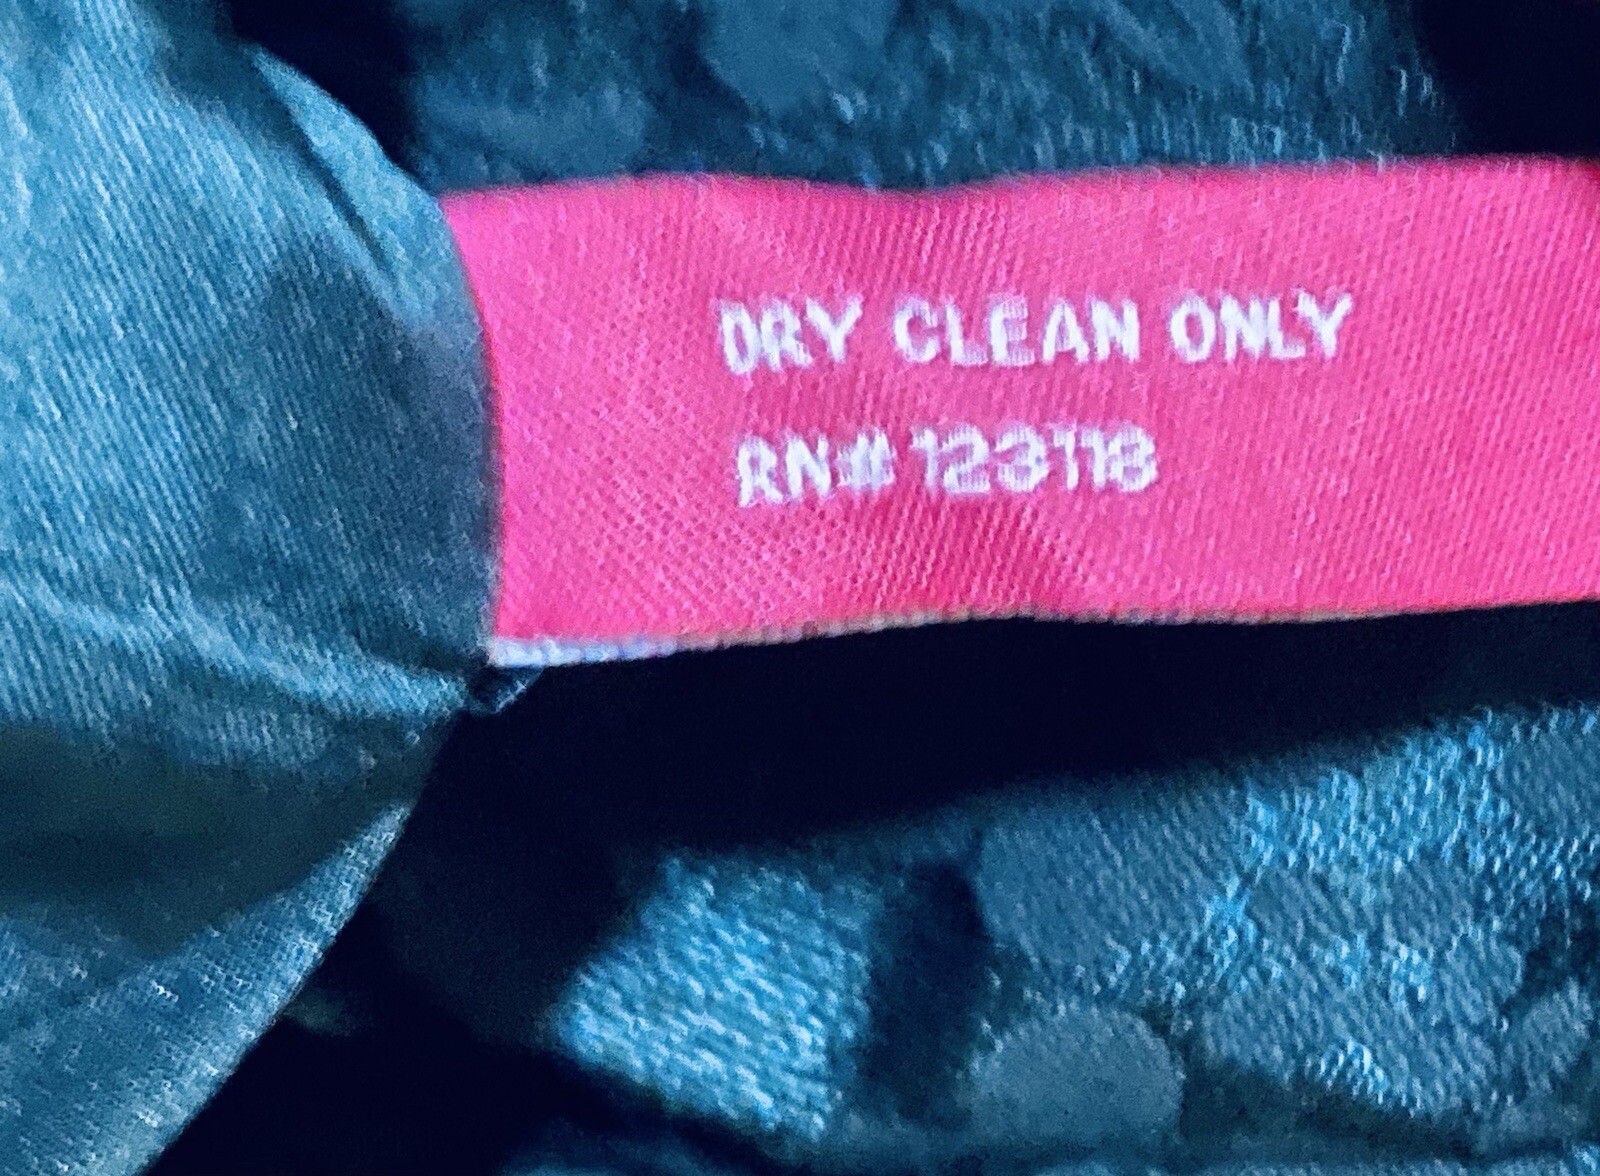 DRY CLEAN ONLY
RN# 123118